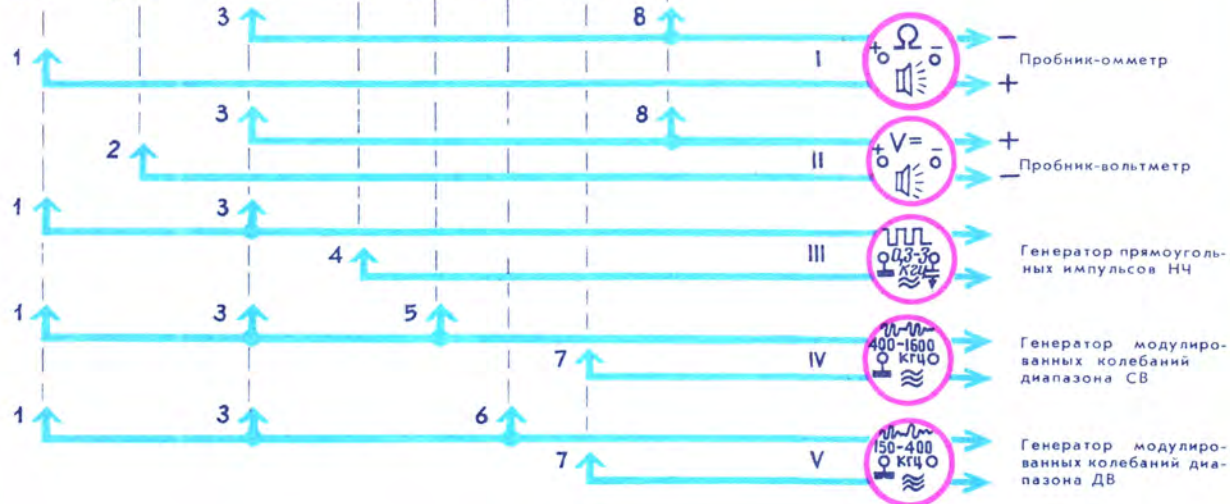 3 8
Ω
+ −
−
1 I
Пробник-омметр
+
3 8
V=
+ −
+
2 II
Пробник-вольтметр
−
1 3
4 III
0,3-3
кгц
Генератор прямоуголь-
ных импульсов НЧ
1 3 5
7 IV
400-1600
кгц
Генератор модулиро-
ванных колебаний
диапазона СВ
1 3 6
7 V
150-400
кгц
Генератор модулиро-
ванных колебаний диа-
пазона ДВ